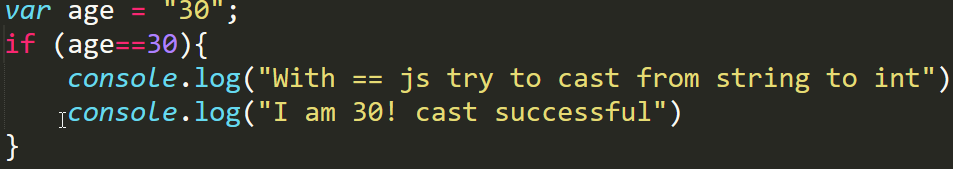 var age = "30";
if (age==30){
    console.log("With == js try to cast from string to int")
    console.log("I am 30! cast successful")
}